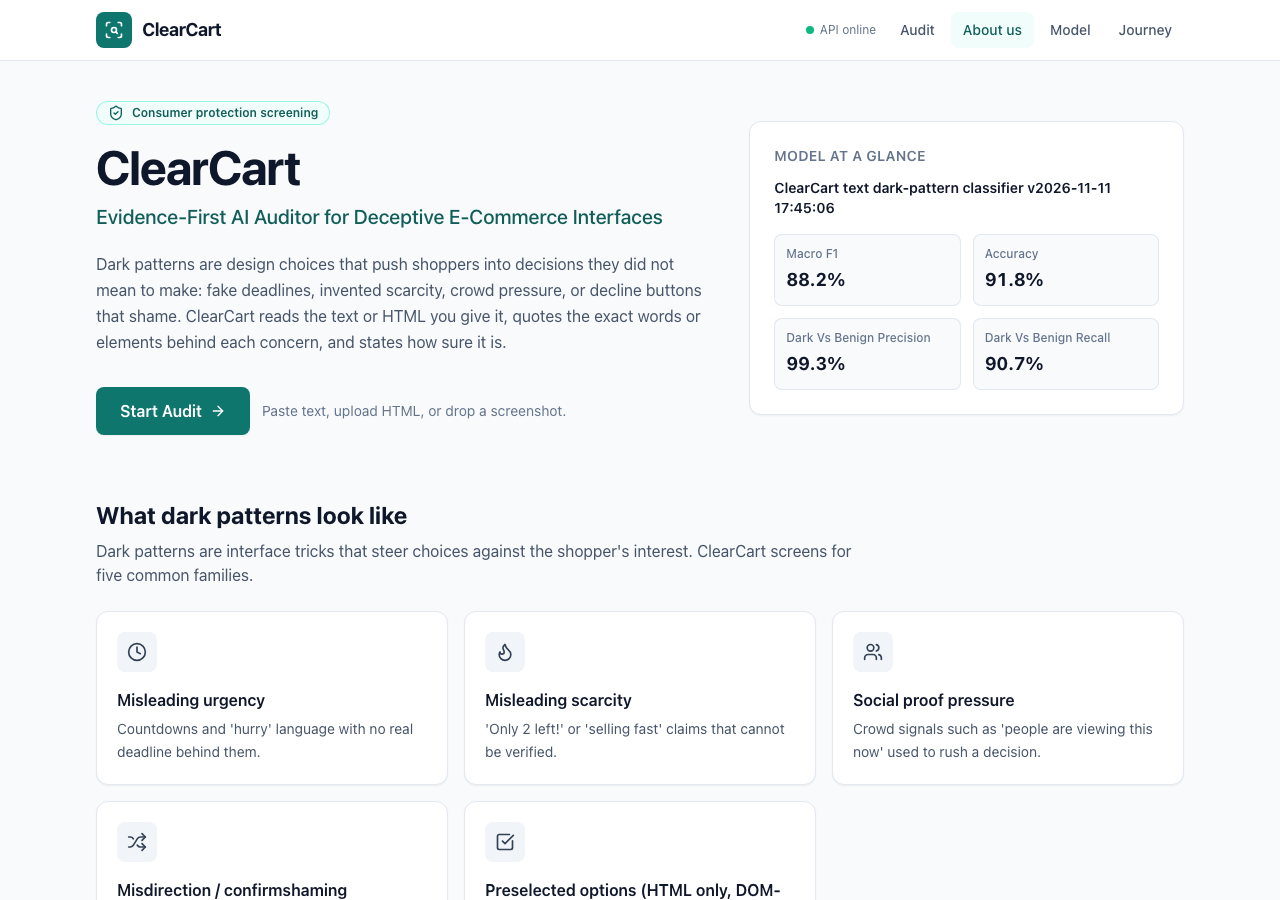 ClearCart
API online
Audit
About us
Model
Journey
Consumer protection screening
ClearCart
Evidence-First AI Auditor for Deceptive E-Commerce Interfaces
Dark patterns are design choices that push shoppers into decisions they did not
mean to make: fake deadlines, invented scarcity, crowd pressure, or decline buttons
that shame. ClearCart reads the text or HTML you give it, quotes the exact words or
elements behind each concern, and states how sure it is.
Start Audit
Paste text, upload HTML, or drop a screenshot.
MODEL AT A GLANCE
ClearCart text dark-pattern classifier v2026-11-11
17:45:06
Macro F1
88.2%
Accuracy
91.8%
Dark Vs Benign Precision
99.3%
Dark Vs Benign Recall
90.7%
What dark patterns look like
Dark patterns are interface tricks that steer choices against the shopper's interest. ClearCart screens for
five common families.
Misleading urgency
Countdowns and 'hurry' language with no real
deadline behind them.
Misleading scarcity
'Only 2 left!' or 'selling fast' claims that cannot
be verified.
Social proof pressure
Crowd signals such as 'people are viewing this
now' used to rush a decision.
Misdirection / confirmshaming
Preselected options (HTML only, DOM-